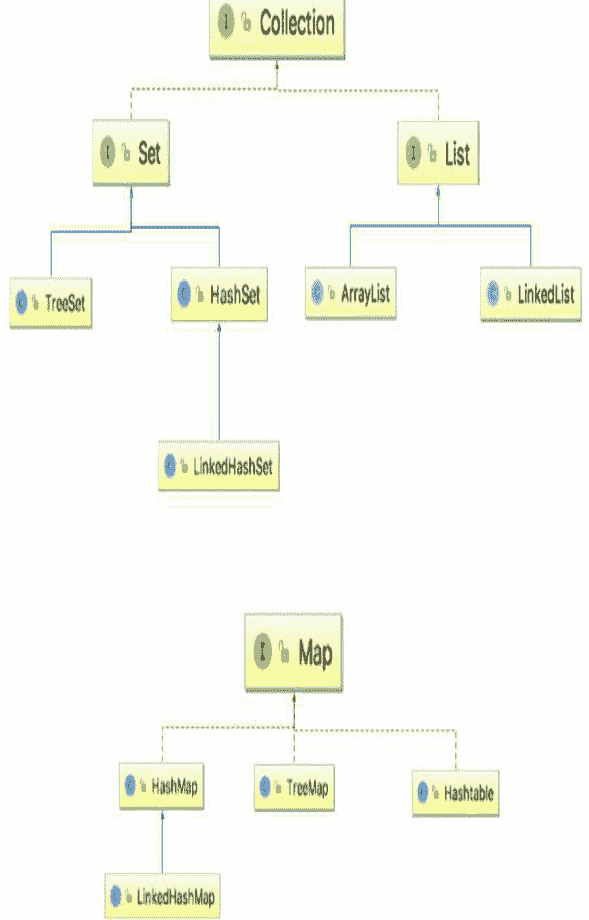 I Collection
I Set
I List
C TreeSet
C HashSet
C ArrayList
C LinkedList
C LinkedHashSet
I Map
C HashMap
C TreeMap
C Hashtable
C LinkedHashMap